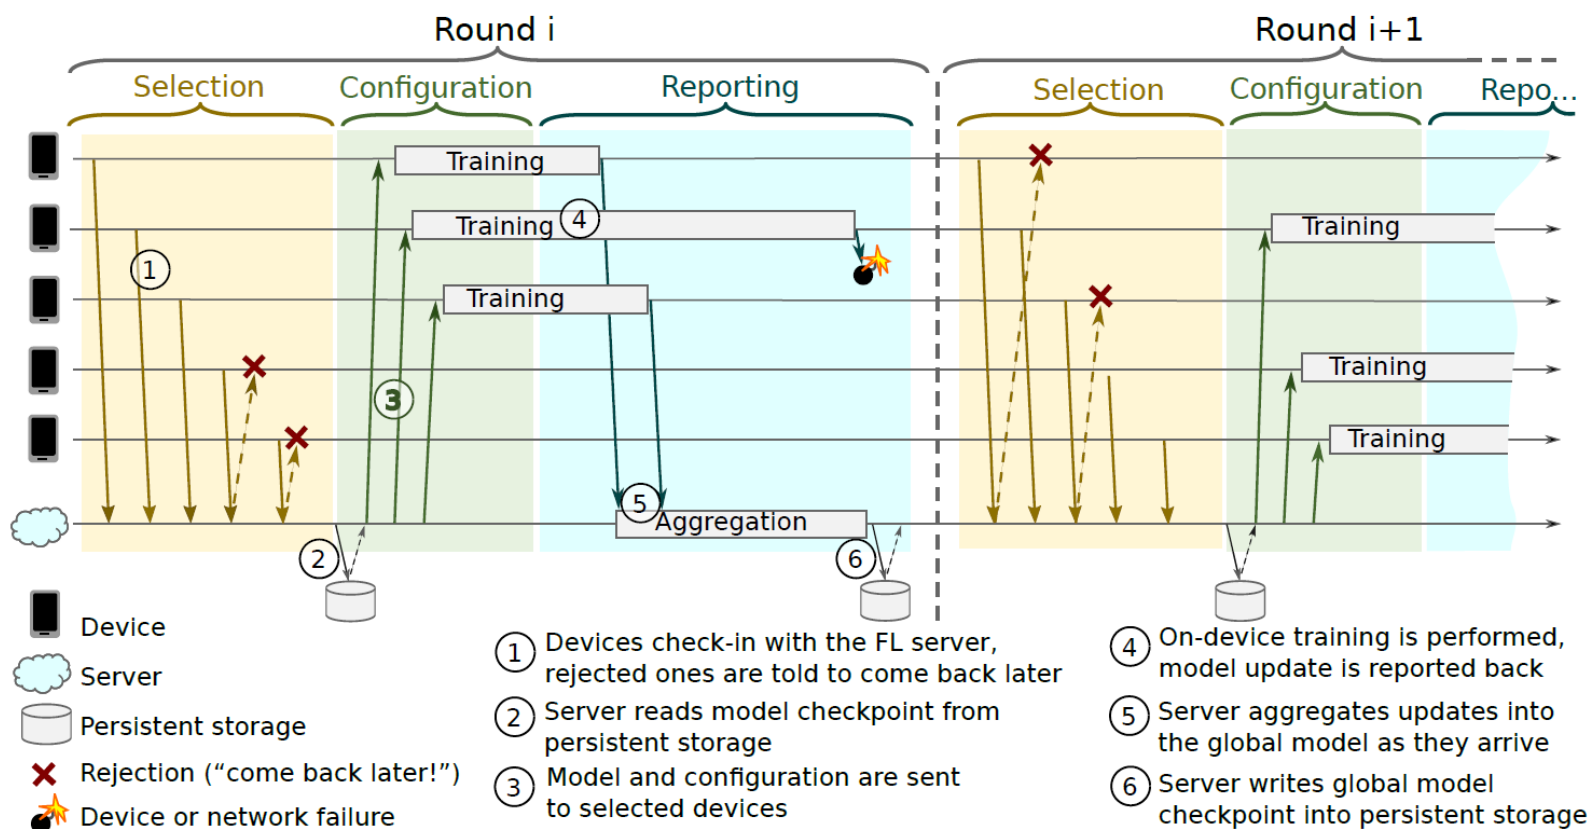 Round i
Round i+1
Selection
Configuration
Reporting
Selection
Configuration
Repo...
Training
Training
4
Training
1
3
5
Aggregation
2
6
Training
Training
Training
Device
Server
Persistent storage
Rejection (“come back later!”)
Device or network failure
1
Devices check-in with the FL server,
rejected ones are told to come back later
2
Server reads model checkpoint from
persistent storage
3
Model and configuration are sent
to selected devices
4
On-device training is performed,
model update is reported back
5
Server aggregates updates into
the global model as they arrive
6
Server writes global model
checkpoint into persistent storage